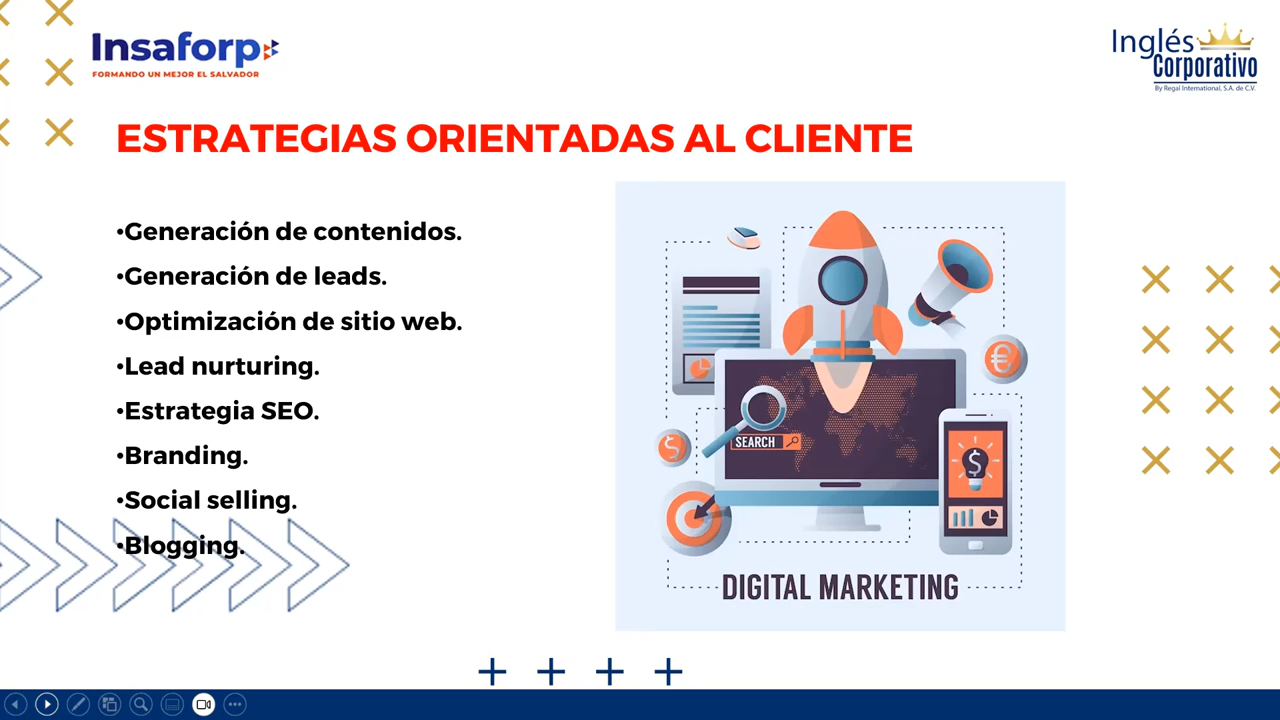 Insaforp
FORMANDO UN MEJOR EL SALVADOR
Inglés
Corporativo
By Regal International, S.A. de C.V.
ESTRATEGIAS ORIENTADAS AL CLIENTE
•Generación de contenidos.
•Generación de leads.
•Optimización de sitio web.
•Lead nurturing.
•Estrategia SEO.
•Branding.
•Social selling.
•Blogging.
SEARCH
DIGITAL MARKETING